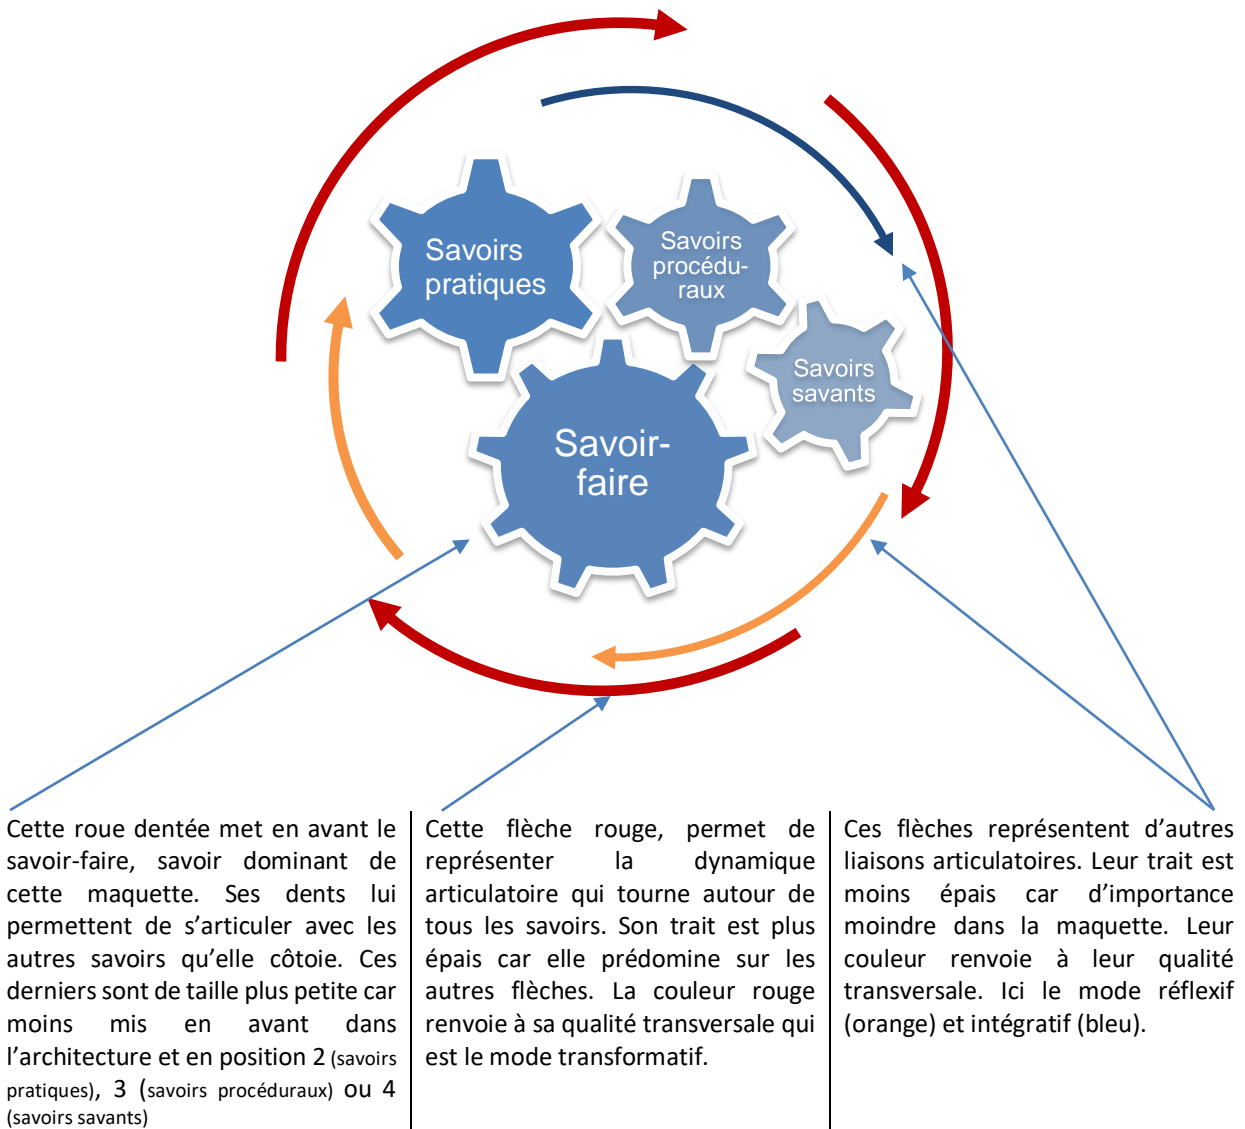 Savoirs
pratiques
Savoirs
procédu-
raux
Savoirs
savants
Savoir-
faire
Cette roue dentée met en avant le
savoir-faire, savoir dominant de
cette maquette. Ses dents lui
permettent de s’articuler avec les
autres savoirs qu’elle côtoie. Ces
derniers sont de taille plus petite car
moins mis en avant dans
l’architecture et en position 2 (savoirs
pratiques), 3 (savoirs procéduraux) ou 4
(savoirs savants)
Cette flèche rouge, permet de
représenter la dynamique
articulatoire qui tourne autour de
tous les savoirs. Son trait est plus
épais car elle prédomine sur les
autres flèches. La couleur rouge
renvoie à sa qualité transversale qui
est le mode transformatif.
Ces flèches représentent d’autres
liaisons articulatoires. Leur trait est
moins épais car d’importance
moindre dans la maquette. Leur
couleur renvoie à leur qualité
transversale. Ici le mode réflexif
(orange) et intégratif (bleu).